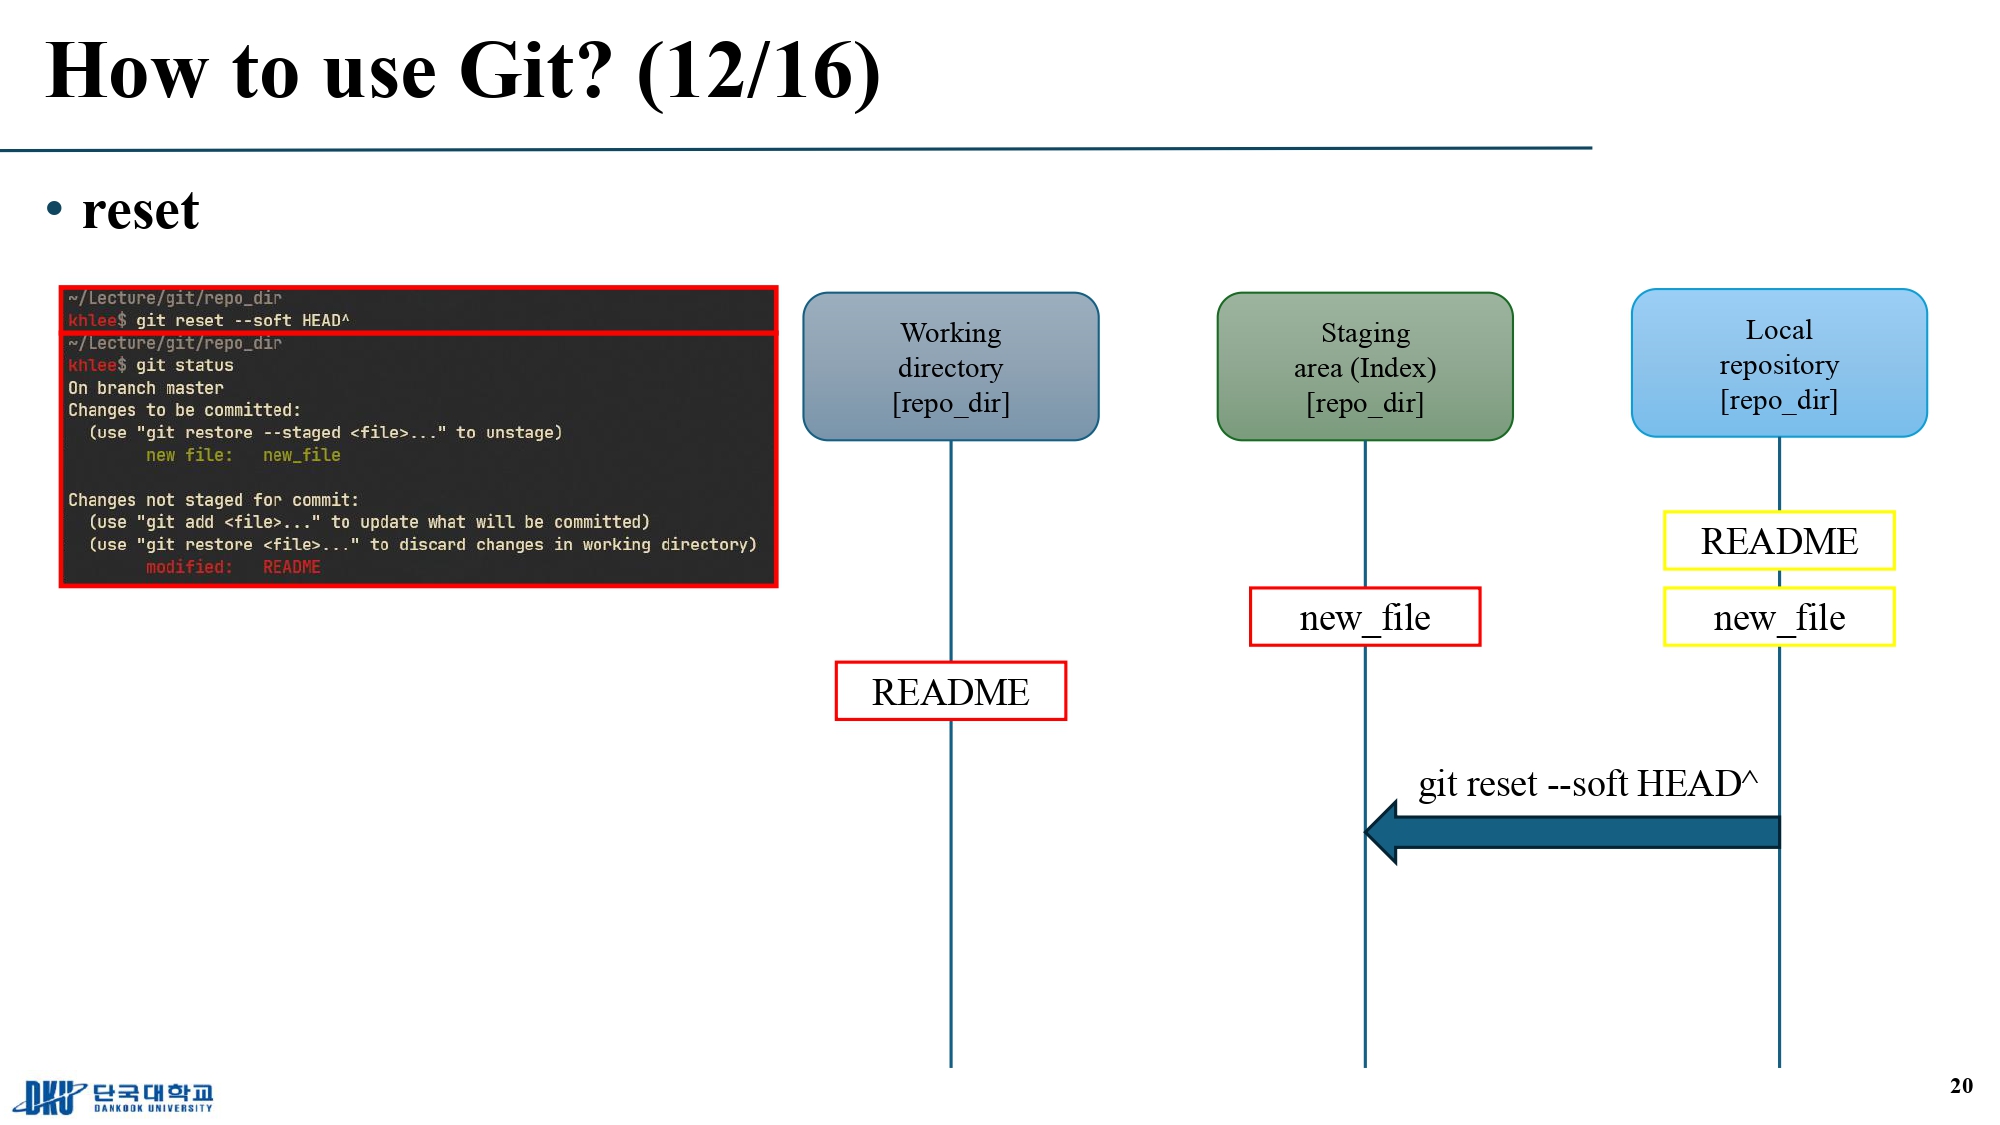 How to use Git? (12/16)
• reset
~/Lecture/git/repo_dir
khlee$ git reset --soft HEAD^
~/Lecture/git/repo_dir
khlee$ git status
On branch master
Changes to be committed:
  (use "git restore --staged <file>..." to unstage)
        new file:   new_file

Changes not staged for commit:
  (use "git add <file>..." to update what will be committed)
  (use "git restore <file>..." to discard changes in working directory)
        modified:   README
Working
directory
[repo_dir]
Staging
area (Index)
[repo_dir]
Local
repository
[repo_dir]
README
new_file
new_file
README
git reset --soft HEAD^
DKU 단국대학교
DANKOOK UNIVERSITY
20